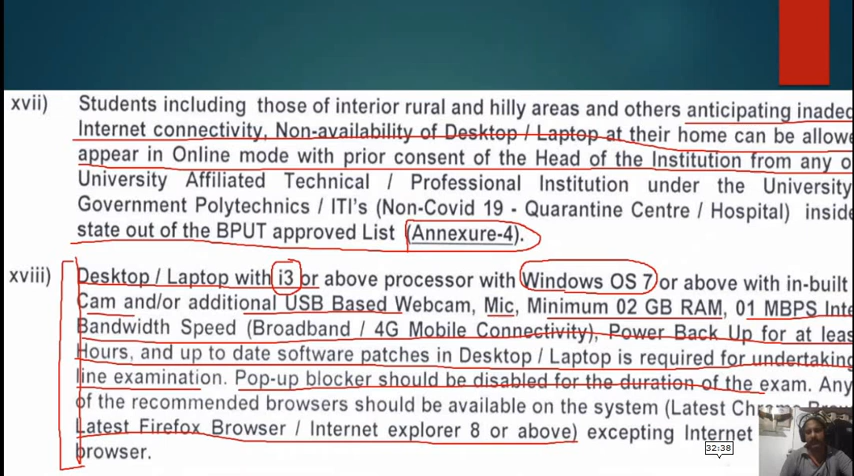 xvii) Students including those of interior rural and hilly areas and others anticipating inadec
Internet connectivity, Non-availability of Desktop / Laptop at their home can be allowe
appear in Online mode with prior consent of the Head of the Institution from any o
University Affiliated Technical / Professional Institution under the University
Government Polytechnics / ITI's (Non-Covid 19 - Quarantine Centre / Hospital) inside
state out of the BPUT approved List (Annexure-4).
xviii) Desktop / Laptop with i3 or above processor with Windows OS 7 or above with in-built
Cam and/or additional USB Based Webcam, Mic, Minimum 02 GB RAM, 01 MBPS Inte
Bandwidth Speed (Broadband / 4G Mobile Connectivity), Power Back Up for at leas
Hours, and up to date software patches in Desktop / Laptop is required for undertaking
line examination. Pop-up blocker should be disabled for the duration of the exam. Any
of the recommended browsers should be available on the system (Latest Chrome
Latest Firefox Browser / Internet explorer 8 or above) excepting Internet
browser.
32:38